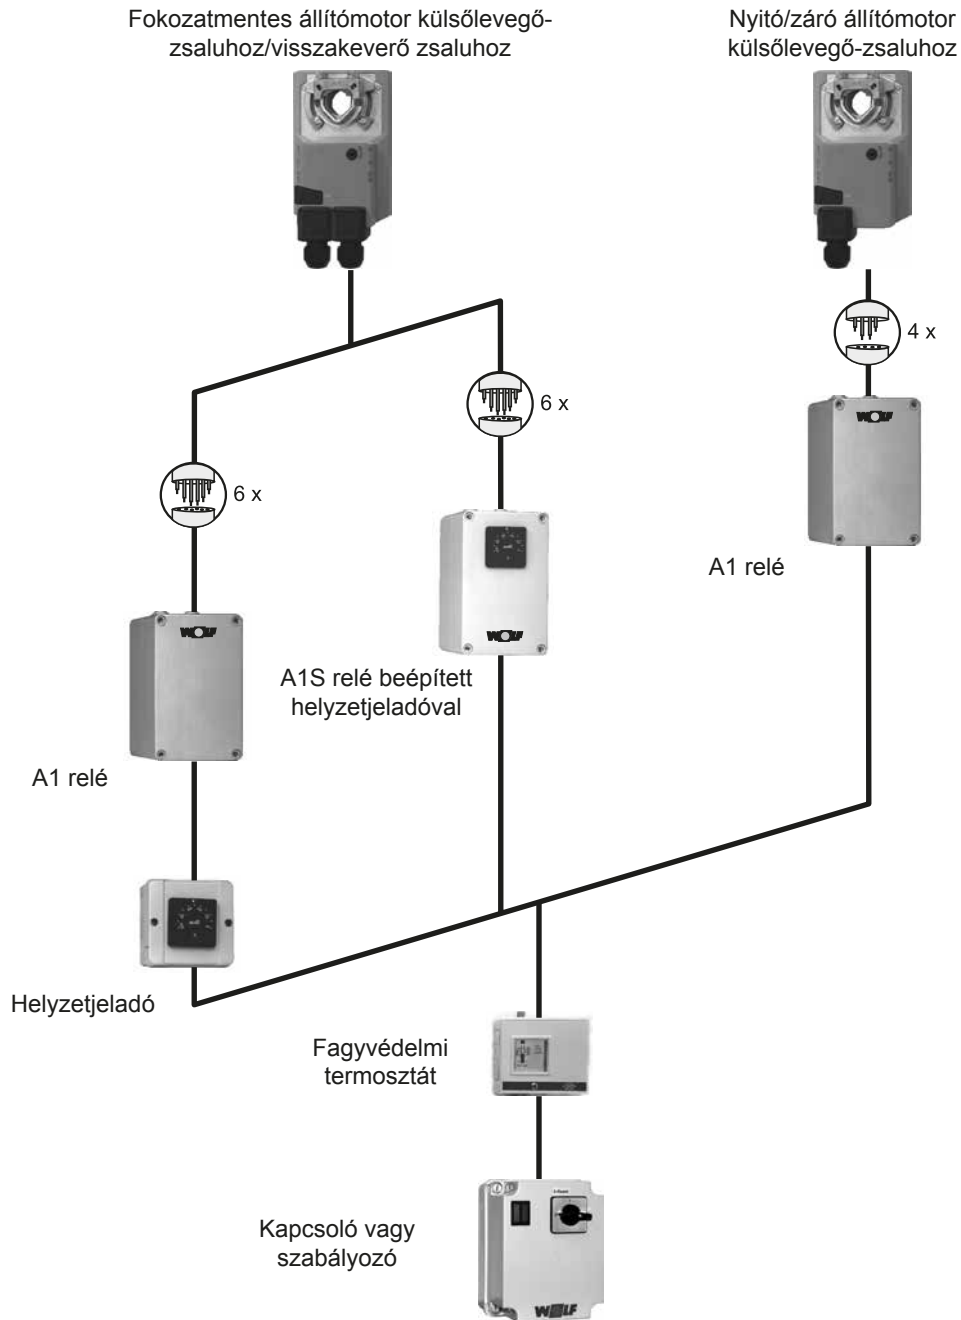 Fokozatmentes állítómotor külsőlevegő-
zsaluhoz/visszakeverő zsaluhoz
Nyitó/záró állítómotor
külsőlevegő-zsaluhoz
4 x
6 x
WOLF
6 x
A1 relé
WOLF
WOLF
A1S relé beépített
helyzetjeladóval
A1 relé
Helyzetjeladó
Fagyvédelmi
termosztát
Kapcsoló vagy
szabályozó
WOLF